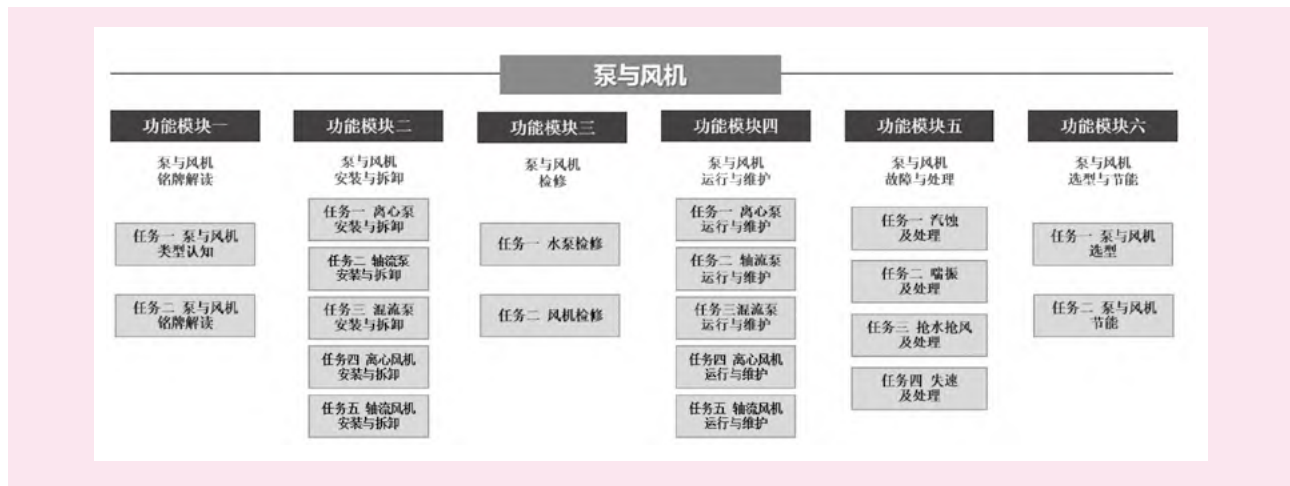 泵与风机
功能模块一
泵与风机
铭牌解读
任务一 泵与风机
类型认知
任务二 泵与风机
铭牌解读
功能模块二
泵与风机
安装与拆卸
任务一 离心泵
安装与拆卸
任务二 轴流泵
安装与拆卸
任务三 混流泵
安装与拆卸
任务四 离心风机
安装与拆卸
任务五 轴流风机
安装与拆卸
功能模块三
泵与风机
检修
任务一 水泵检修
任务二 风机检修
功能模块四
泵与风机
运行与维护
任务一 离心泵
运行与维护
任务二 轴流泵
运行与维护
任务三混流泵
运行与维护
任务四 离心风机
运行与维护
任务五 轴流风机
运行与维护
功能模块五
泵与风机
故障与处理
任务一 汽蚀
及处理
任务二 喘振
及处理
任务三 抢水抢风
及处理
任务四 失速
及处理
功能模块六
泵与风机
选型与节能
任务一 泵与风机
选型
任务二 泵与风机
节能